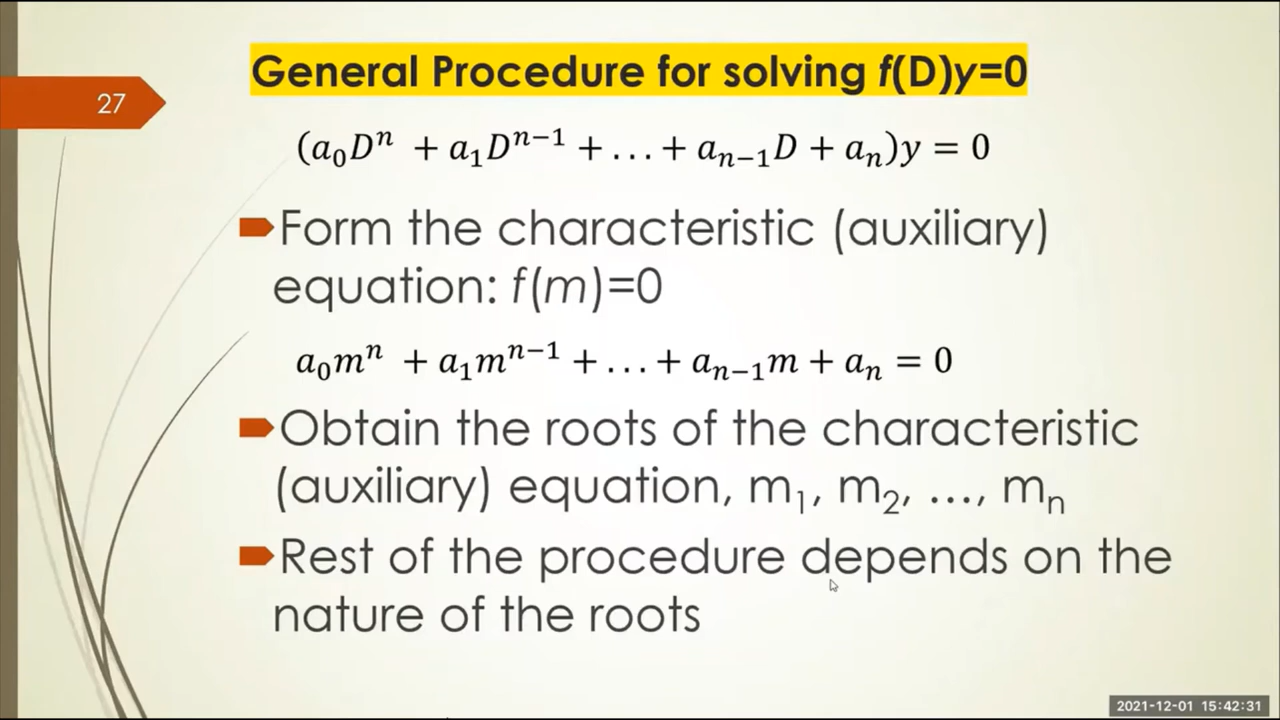 General Procedure for solving f(D)y=0
27
(a₀Dⁿ + a₁Dⁿ⁻¹ + . . . + aₙ₋₁D + aₙ)y = 0
Form the characteristic (auxiliary)
equation: f(m)=0
a₀mⁿ + a₁mⁿ⁻¹ + . . . + aₙ₋₁m + aₙ = 0
Obtain the roots of the characteristic
(auxiliary) equation, m₁, m₂, …, mₙ
Rest of the procedure depends on the
nature of the roots
2021-12-01 15:42:31